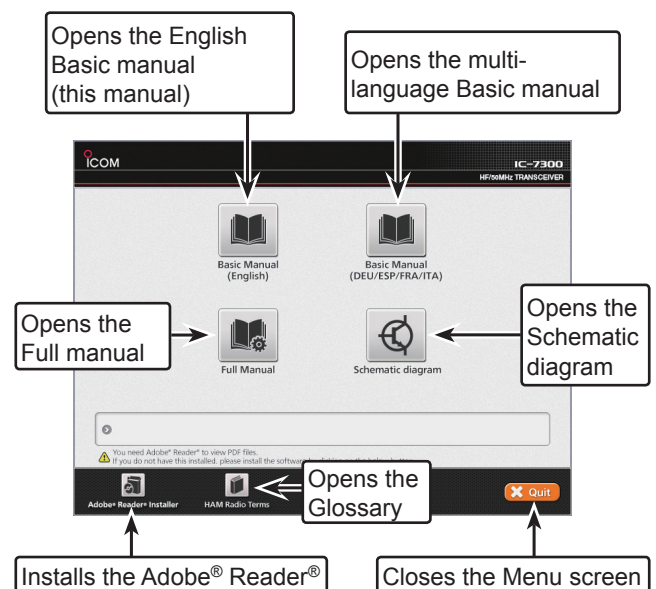 Opens the English
Basic manual
(this manual)
Opens the multi-
language Basic manual
ICOM
IC-7300
HF/50MHz TRANSCEIVER
Basic Manual
(English)
Basic Manual
(DEU/ESP/FRA/ITA)
Opens the
Full manual
Full Manual
Schematic diagram
Opens the
Schematic
diagram
You need Adobe® Reader® to view PDF files.
If you do not have this installed, please install the software
Opens the
Glossary
Adobe® Reader® Installer
HAM Radio Terms
Quit
Installs the Adobe® Reader®
Closes the Menu screen